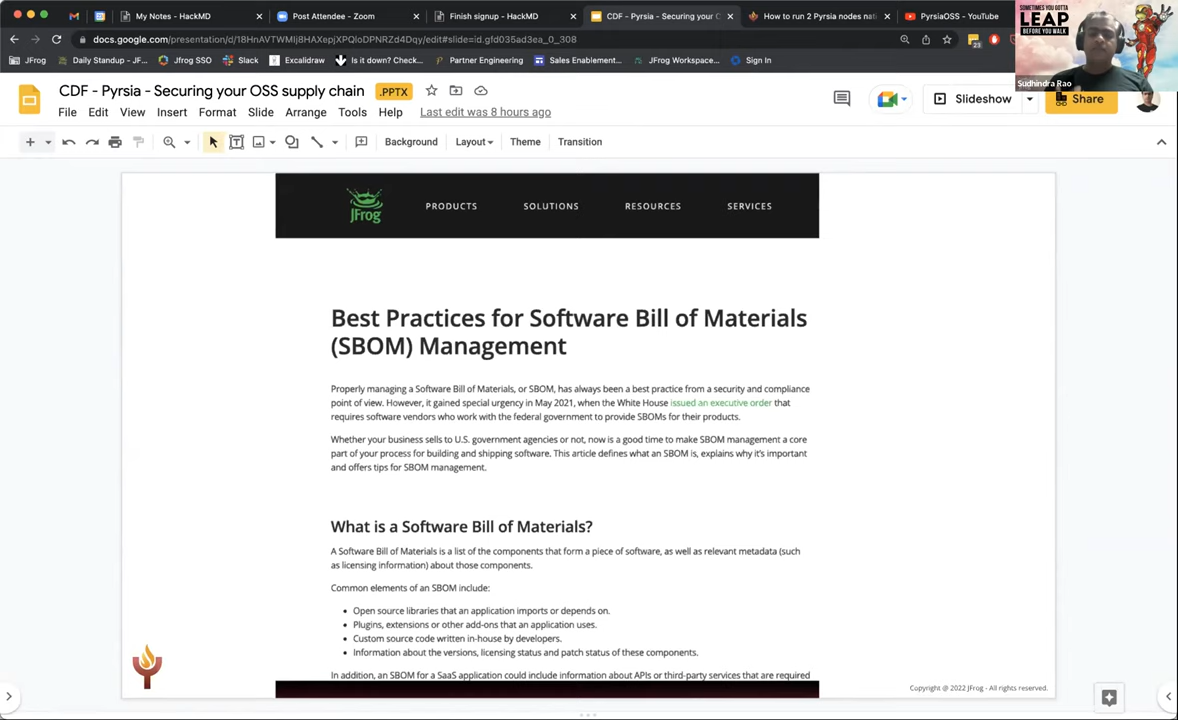 My Notes - HackMD
Post Attendee - Zoom
Finish signup - HackMD
CDF - Pyrsia - Securing your C
How to run 2 Pyrsia nodes nati
PyrsiaOSS - YouTube
docs.google.com/presentation/d/18HnAVTWMIj8HAXepjXPQloDPNRZd4Dqy/edit#slide=id.gfd035ad3ea_0_308
23
JFrog
Daily Standup - JF...
Jfrog SSO
Slack
Excalidraw
Is it down? Check...
Partner Engineering
Sales Enablement...
JFrog Workspace...
Sign In
SOMETIMES YOU GOTTA
LEAP
BEFORE YOU WALK
Sudhindra Rao
CDF - Pyrsia - Securing your OSS supply chain
.PPTX
File Edit View Insert Format Slide Arrange Tools Help
Last edit was 8 hours ago
Slideshow
Share
Background
Layout
Theme
Transition
JFrog
PRODUCTS
SOLUTIONS
RESOURCES
SERVICES
Best Practices for Software Bill of Materials
(SBOM) Management
Properly managing a Software Bill of Materials, or SBOM, has always been a best practice from a security and compliance
point of view. However, it gained special urgency in May 2021, when the White House issued an executive order that
requires software vendors who work with the federal government to provide SBOMs for their products.
Whether your business sells to U.S. government agencies or not, now is a good time to make SBOM management a core
part of your process for building and shipping software. This article defines what an SBOM is, explains why it's important
and offers tips for SBOM management.
What is a Software Bill of Materials?
A Software Bill of Materials is a list of the components that form a piece of software, as well as relevant metadata (such
as licensing information) about those components.
Common elements of an SBOM include:
• Open source libraries that an application imports or depends on.
• Plugins, extensions or other add-ons that an application uses.
• Custom source code written in-house by developers.
• Information about the versions, licensing status and patch status of these components.
In addition, an SBOM for a SaaS application could include information about APIs or third-party services that are required
Copyright @ 2022 JFrog - All rights reserved.